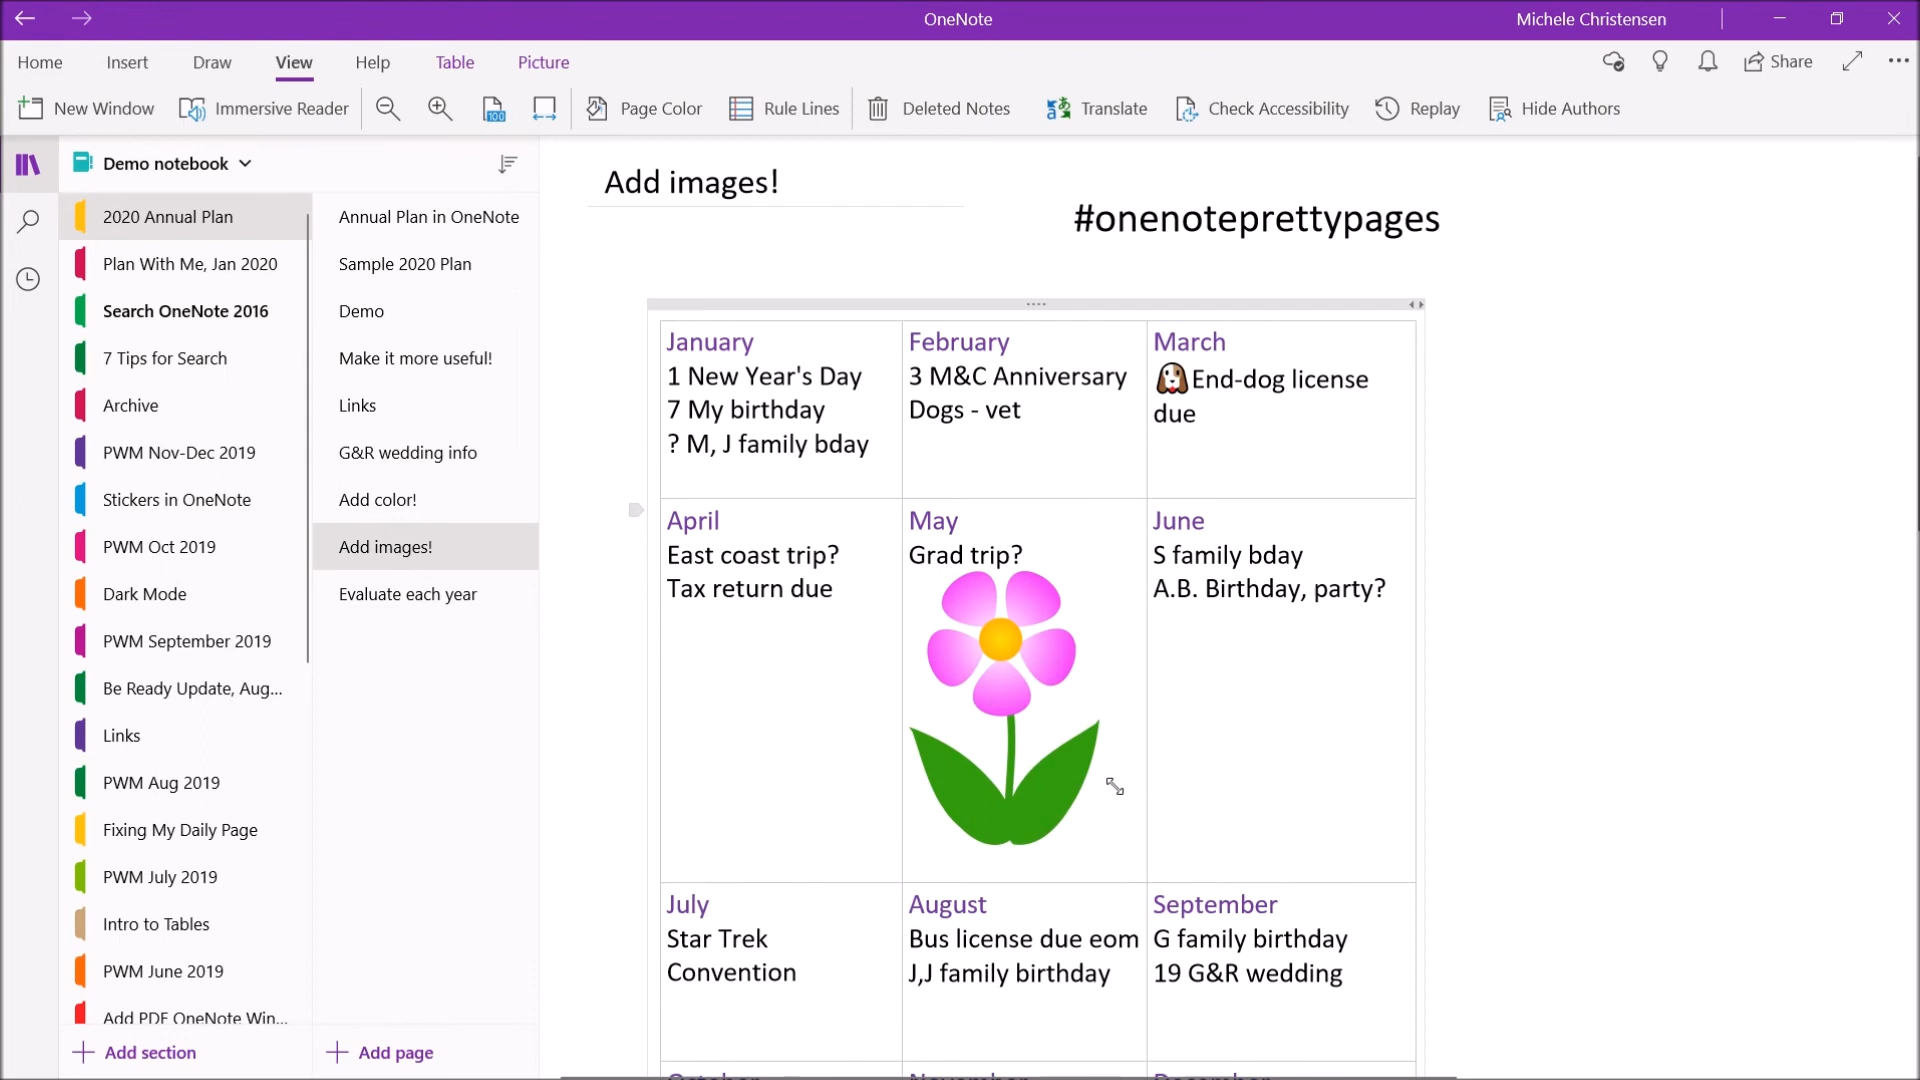 OneNote
Michele Christensen
Home Insert Draw View Help Table Picture
Share
New Window Immersive Reader 100 Page Color Rule Lines Deleted Notes Translate Check Accessibility Replay Hide Authors
Demo notebook
2020 Annual Plan
Plan With Me, Jan 2020
Search OneNote 2016
7 Tips for Search
Archive
PWM Nov-Dec 2019
Stickers in OneNote
PWM Oct 2019
Dark Mode
PWM September 2019
Be Ready Update, Aug...
Links
PWM Aug 2019
Fixing My Daily Page
PWM July 2019
Intro to Tables
PWM June 2019
Add PDF OneNote Win...
Add section
Annual Plan in OneNote
Sample 2020 Plan
Demo
Make it more useful!
Links
G&R wedding info
Add color!
Add images!
Evaluate each year
Add page
Add images!
#onenoteprettypages
January
1 New Year's Day
7 My birthday
? M, J family bday
February
3 M&C Anniversary
Dogs - vet
March
End-dog license
due
April
East coast trip?
Tax return due
May
Grad trip?
June
S family bday
A.B. Birthday, party?
July
Star Trek
Convention
August
Bus license due eom
J,J family birthday
September
G family birthday
19 G&R wedding
October
November
December